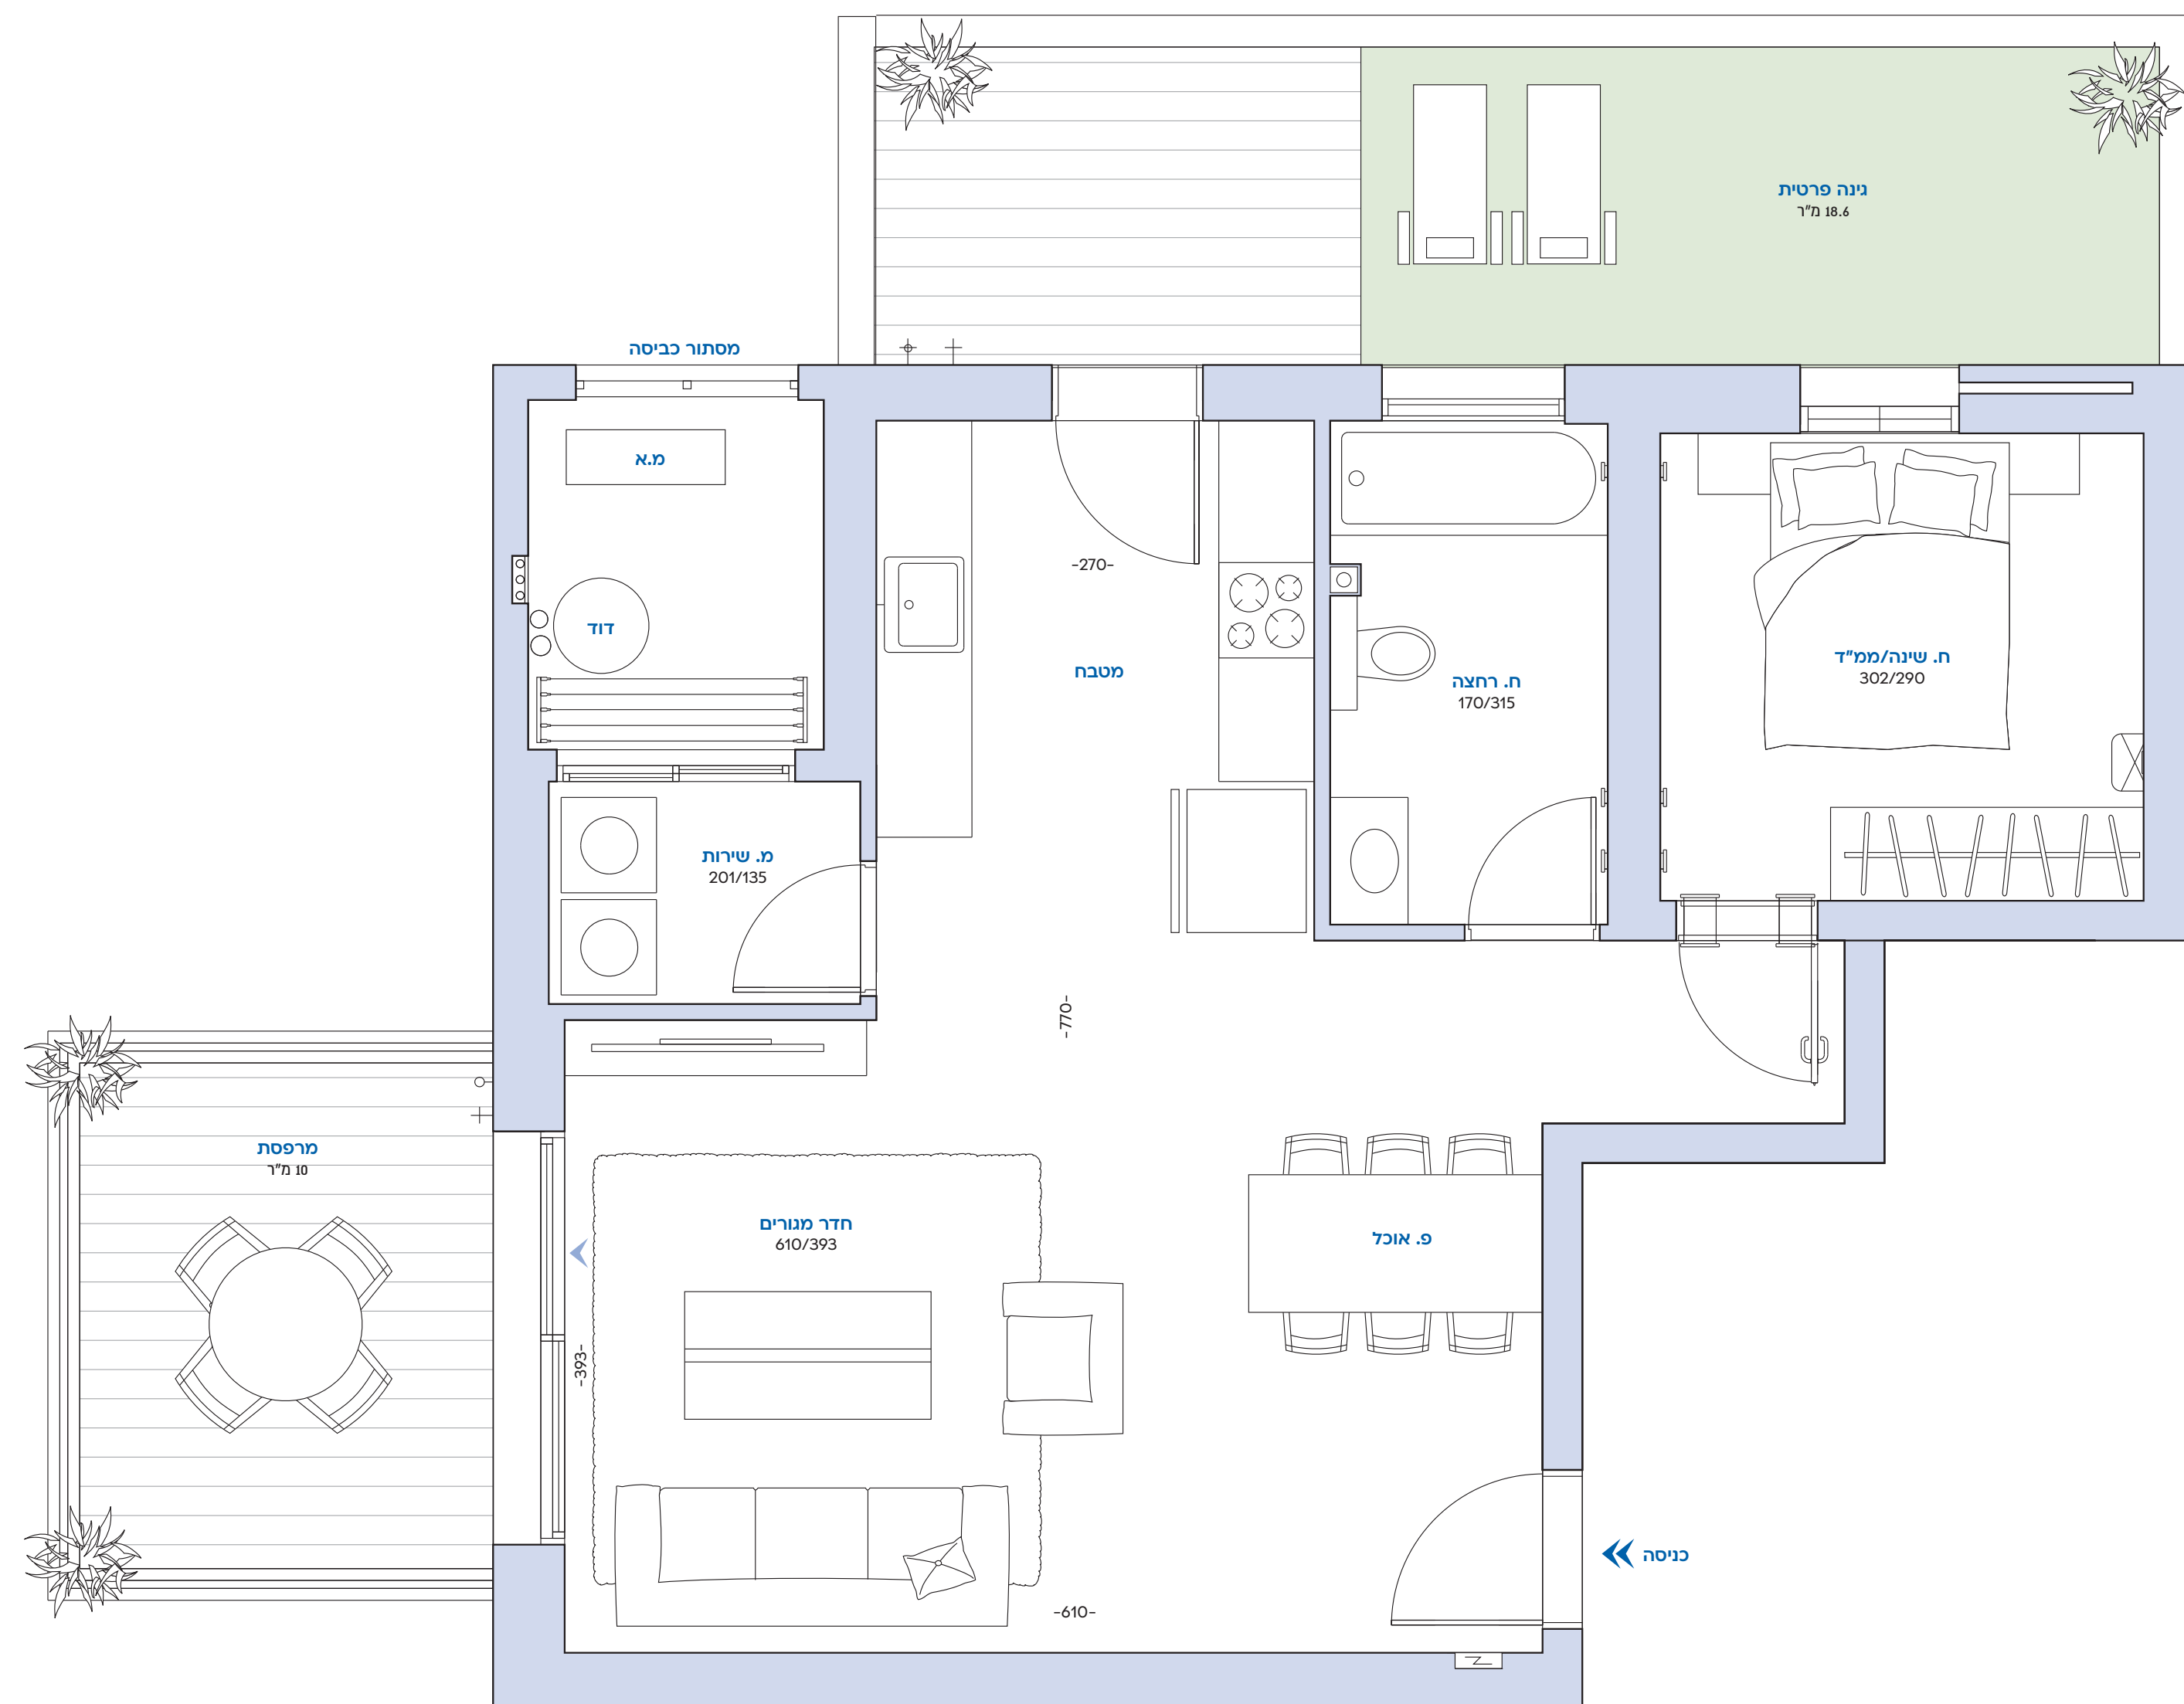 גינה פרטית
18.6 מ"ר
מסתור כביסה
מ.א
דוד
-270-
מטבח
ח. רחצה
170/315
ח. שינה/ממ"ד
302/290
מ. שירות
201/135
-770-
מרפסת
10 מ"ר
חדר מגורים
610/393
פ. אוכל
-393-
כניסה
-610-